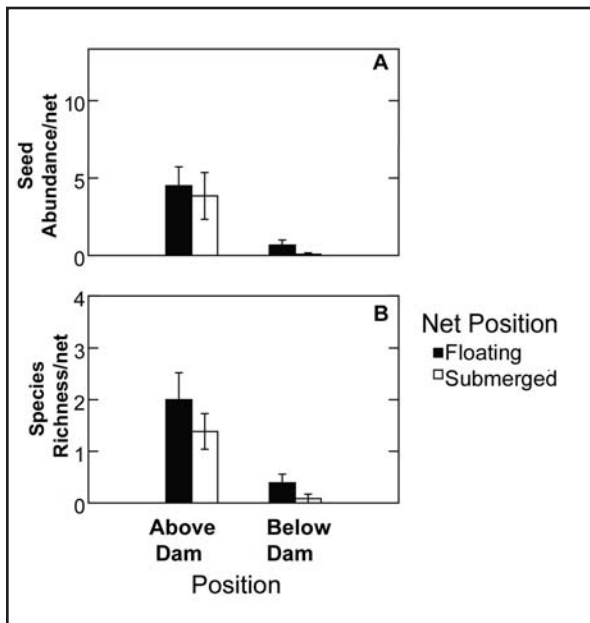 A
Seed
Abundance/net
10
5
0
B
Species
Richness/net
4
3
2
1
0
Above
Dam
Below
Dam
Position
Net Position
Floating
Submerged